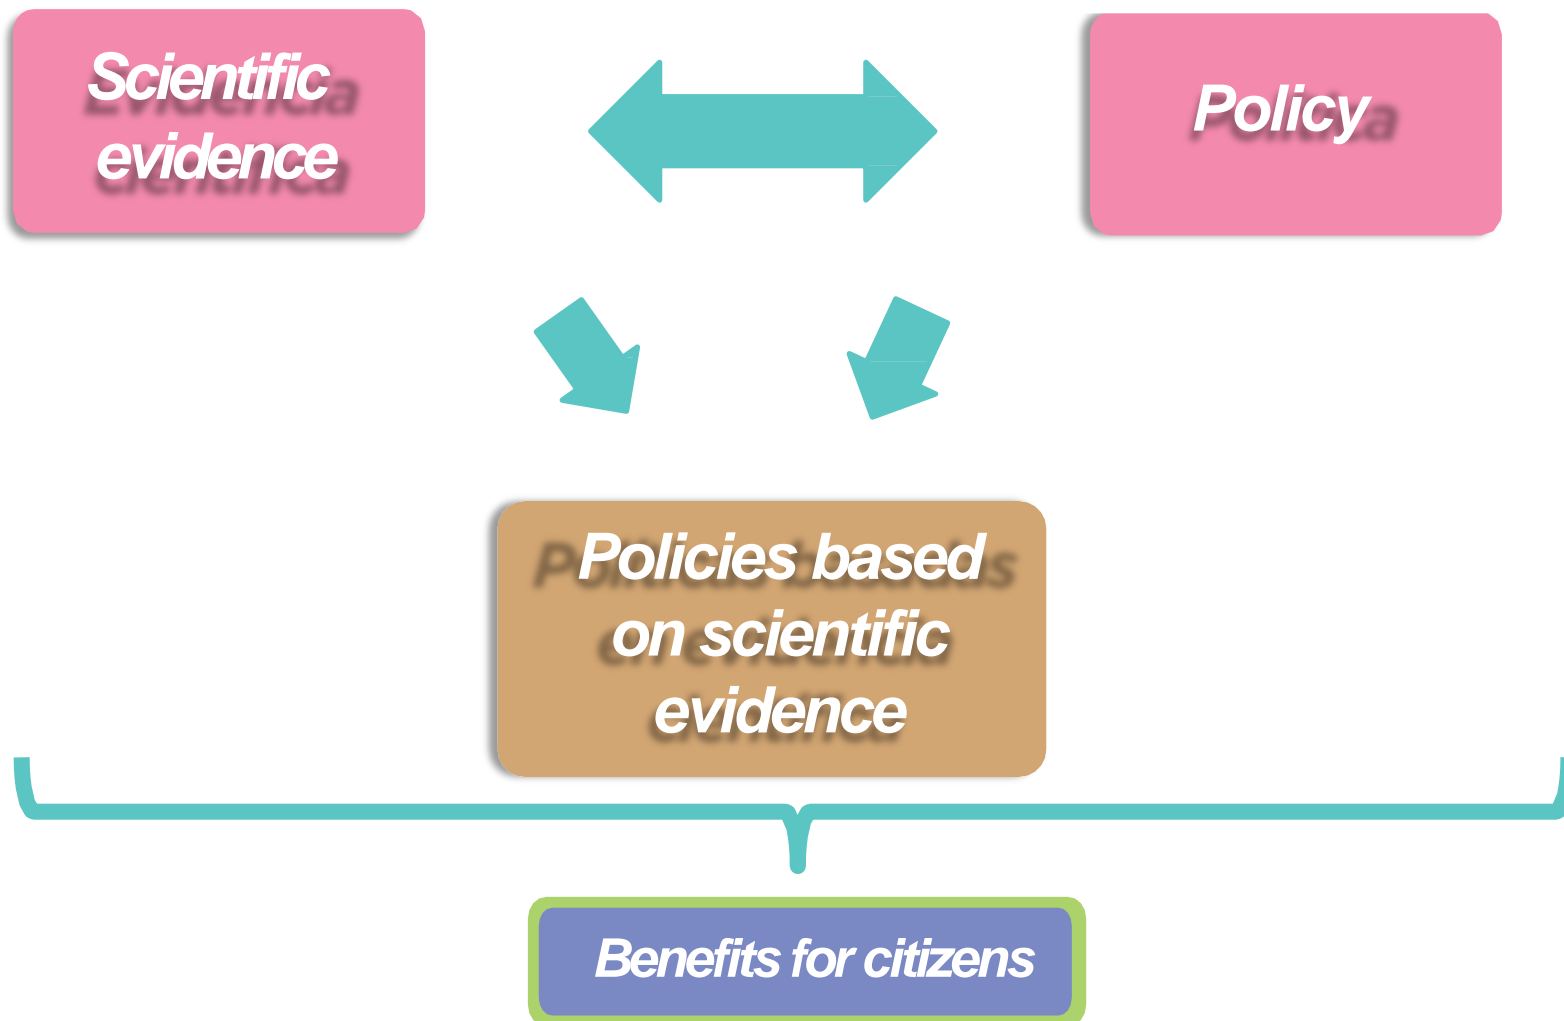 Scientific
evidence
Policy
Policies based
on scientific
evidence
Benefits for citizens